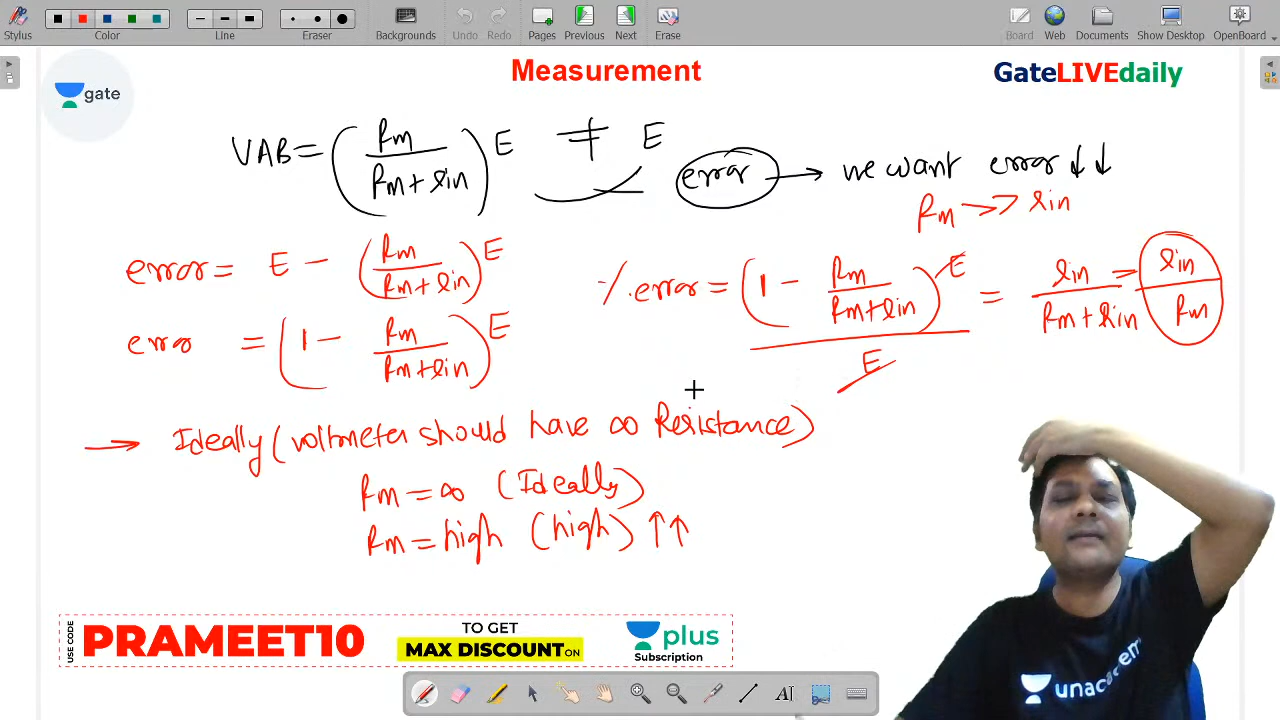 Stylus Color Line Eraser Backgrounds Undo Redo Pages Previous Next Erase Board Web Documents Show Desktop OpenBoard
gate
Measurement
GateLIVEdaily
VAB = (Rm / Rm + rin) E ≠ E
error → we want error ↓↓
Rm >> rin
error = E - (Rm / Rm + rin) E
error = (1 - Rm / Rm + rin) E
% error = (1 - Rm / Rm + rin) E / E = rin / Rm + rin = rin / Rm
→ Ideally (voltmeter should have ∞ Resistance)
Rm = ∞ (Ideally)
Rm = high (high) ↑↑
USE CODE
PRAMEET10
TO GET
MAX DISCOUNT ON
plus
Subscription
unacadem